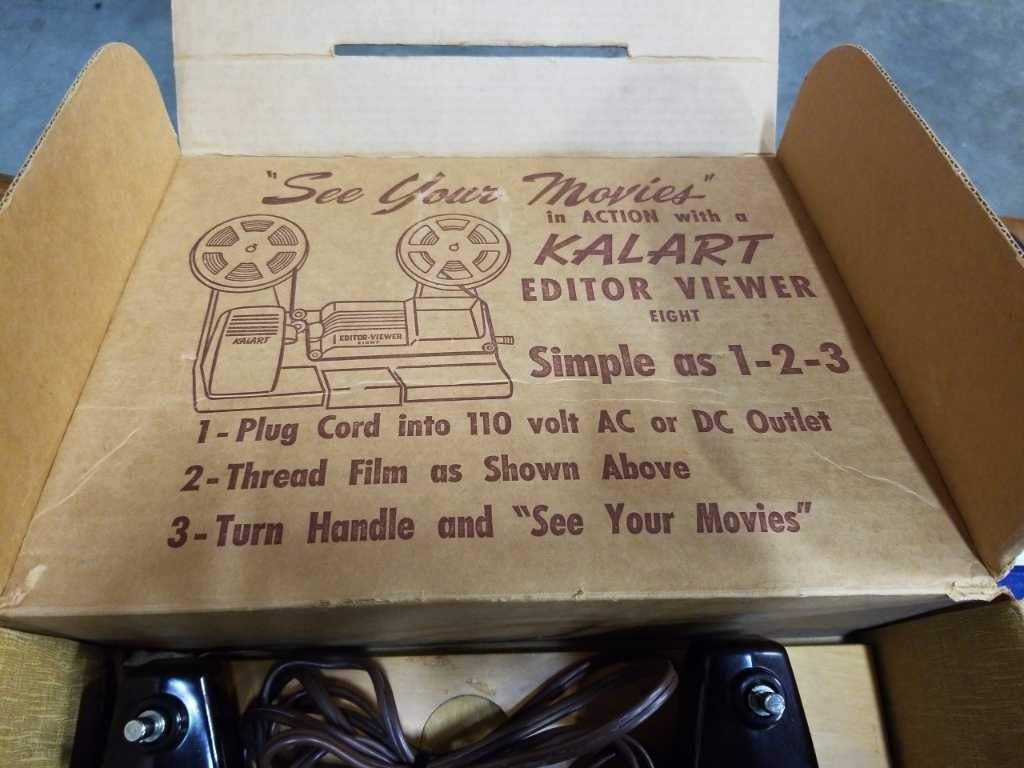 "See Your Movies"
in ACTION with a
KALART
EDITOR VIEWER
EIGHT
KALART
EDITOR-VIEWER
EIGHT
Simple as 1-2-3
1-Plug Cord into 110 volt AC or DC Outlet
2-Thread Film as Shown Above
3-Turn Handle and "See Your Movies"